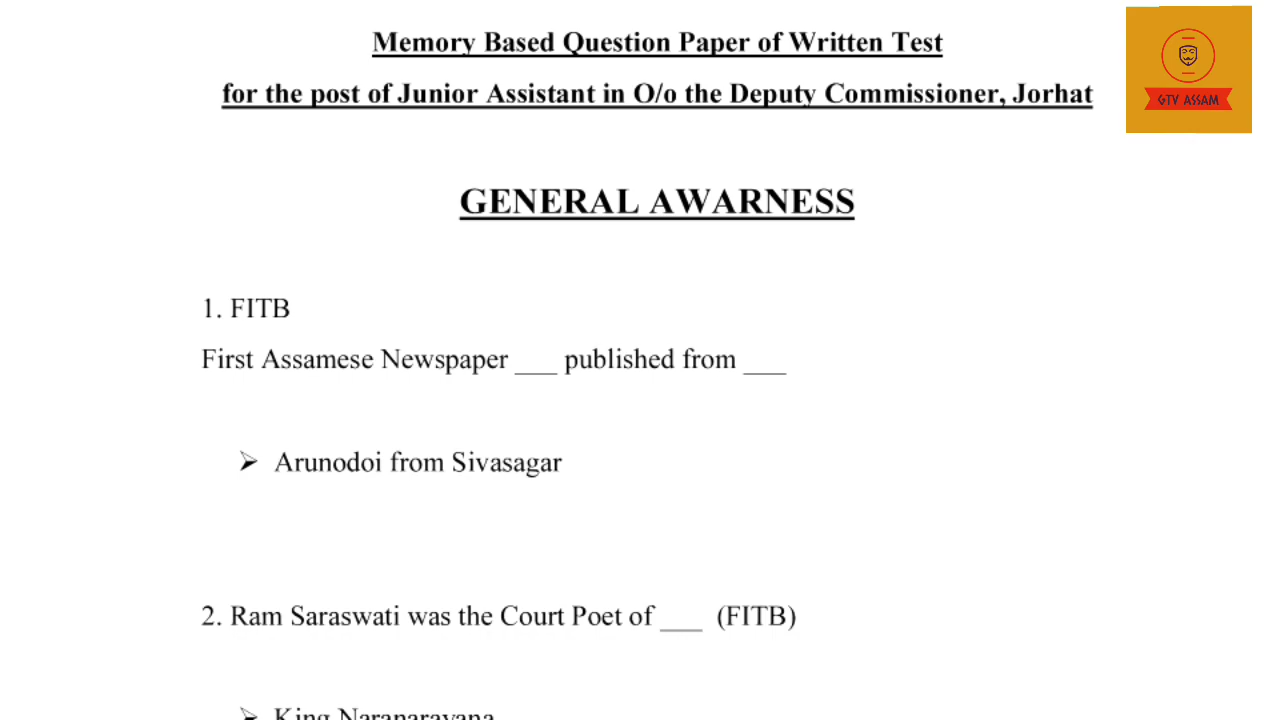 Memory Based Question Paper of Written Test
for the post of Junior Assistant in O/o the Deputy Commissioner, Jorhat
GTV ASSAM
GENERAL AWARNESS
1. FITB
First Assamese Newspaper ___ published from ___
➢ Arunodoi from Sivasagar
2. Ram Saraswati was the Court Poet of ___ (FITB)
➢ King Naranarayana